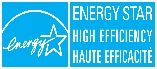 energy
ENERGY STAR
HIGH EFFICIENCY
HAUTE EFFICACITÉ